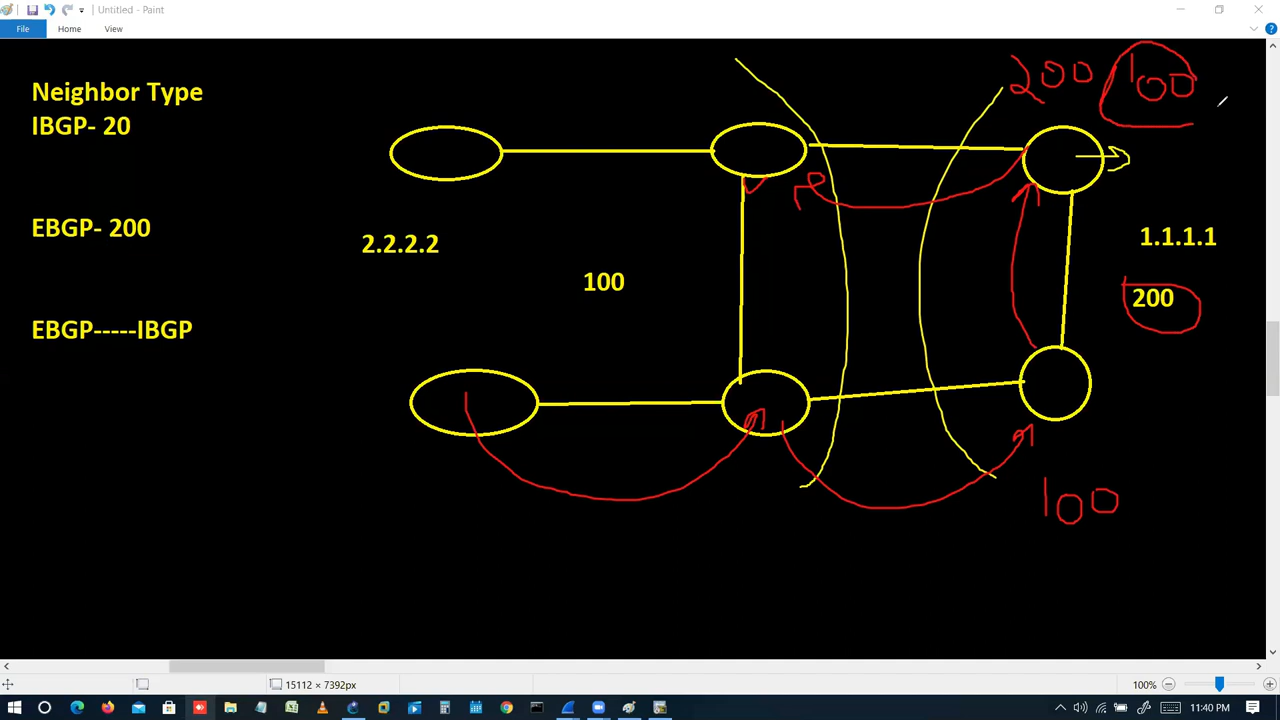 Untitled - Paint
File Home View
Neighbor Type
IBGP- 20
EBGP- 200
EBGP-----IBGP
2.2.2.2
100
200 100
1.1.1.1
200
100
15112 × 7392px
100%
11:40 PM